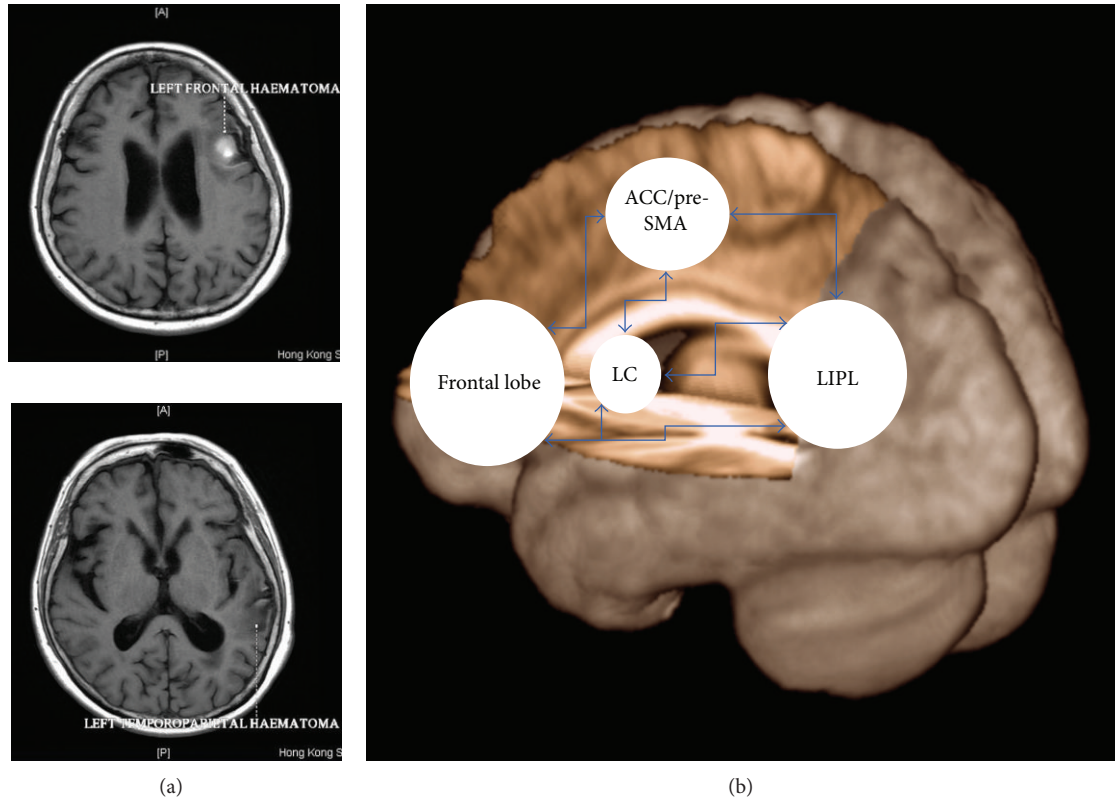 [A]
LEFT FRONTAL HAEMATOMA
[P]
Hong Kong S
[A]
LEFT TEMPOROPARIETAL HAEMATOMA
[P]
Hong Kong S
(a)
ACC/pre-
SMA
Frontal lobe
LC
LIPL
(b)